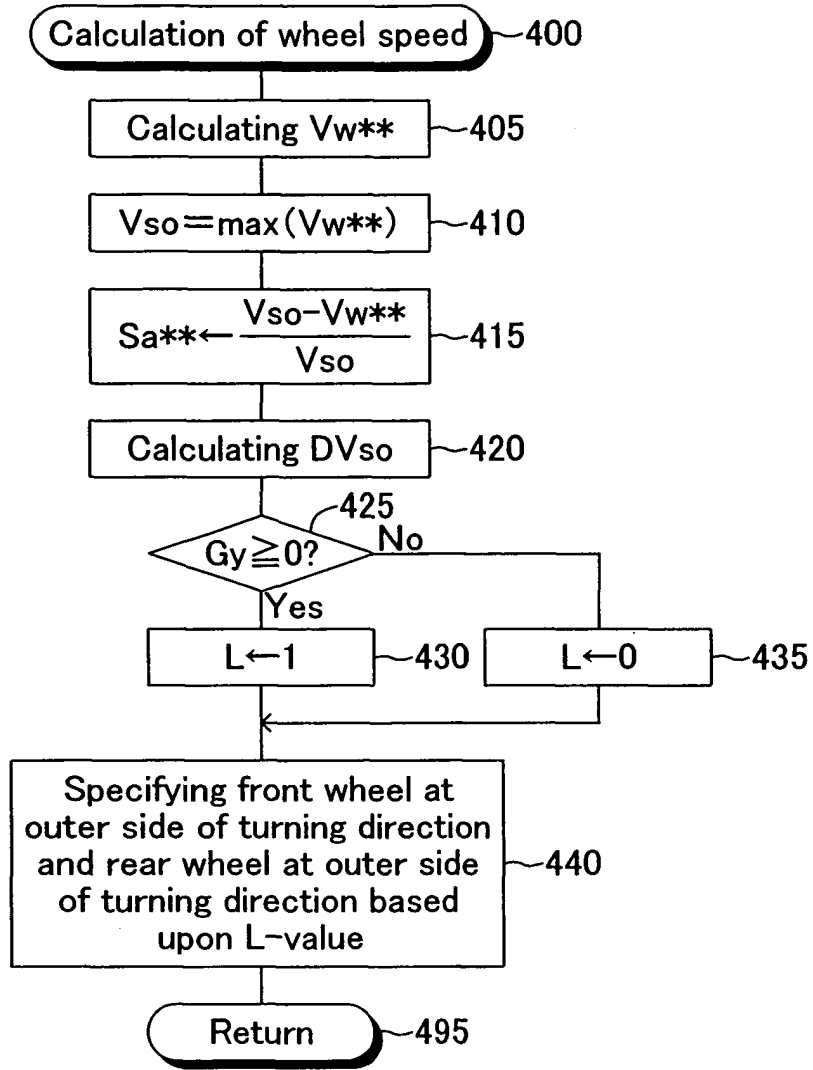 Calculation of wheel speed
400
Calculating Vw**
405
Vso=max(Vw**)
410
Sa**← Vso-Vw** / Vso
415
Calculating DVso
420
425
Gy≧0?
No
Yes
L←1
430
L←0
435
Specifying front wheel at
outer side of turning direction
and rear wheel at outer side
of turning direction based
upon L-value
440
Return
495